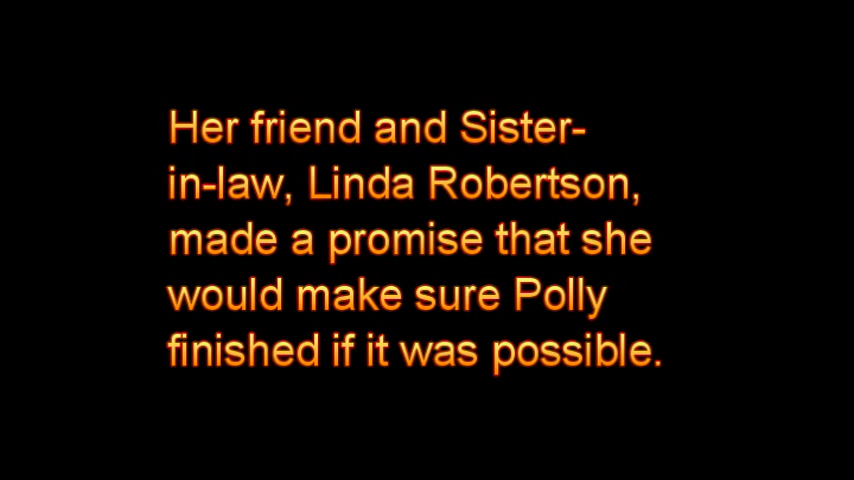 Her friend and Sister-
in-law, Linda Robertson,
made a promise that she
would make sure Polly
finished if it was possible.